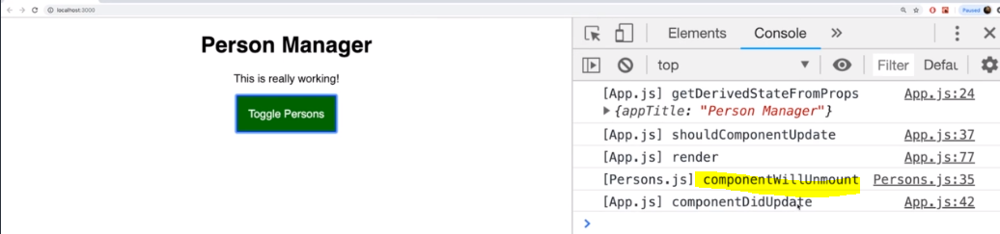 localhost:3000
Paused
Person Manager
This is really working!
Toggle Persons
Elements Console »
top Filter Defau
[App.js] getDerivedStateFromProps App.js:24
{appTitle: "Person Manager"}
[App.js] shouldComponentUpdate App.js:37
[App.js] render App.js:77
[Persons.js] componentWillUnmount Persons.js:35
[App.js] componentDidUpdate App.js:42